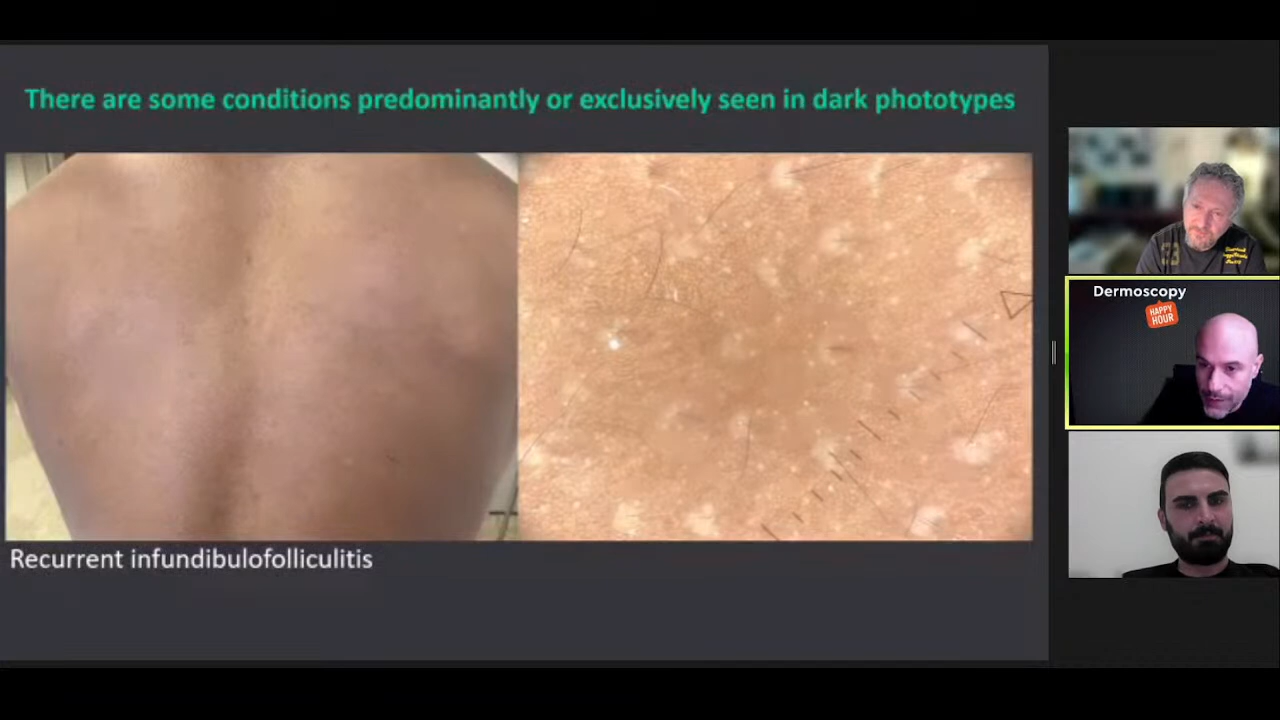 There are some conditions predominantly or exclusively seen in dark phototypes
Recurrent infundibulofolliculitis
Dermoscopy
HAPPY
HOUR